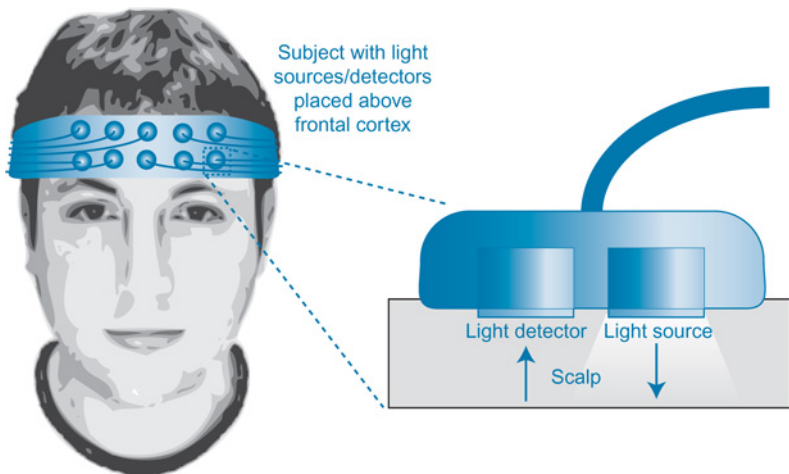 Subject with light
sources/detectors
placed above
frontal cortex
Light detector
Light source
Scalp